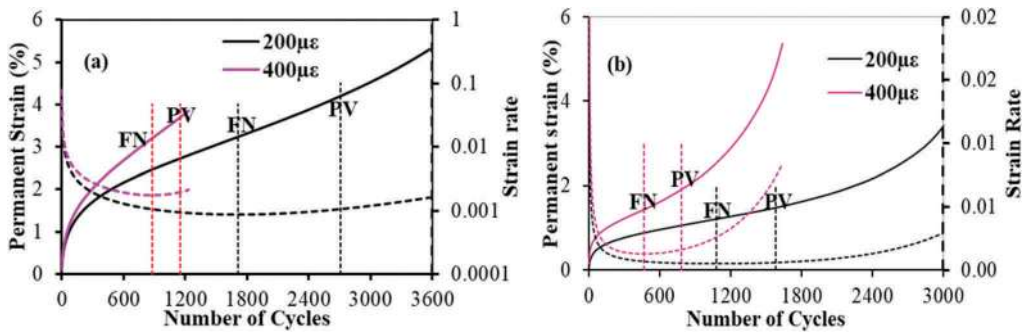 (a)
200µε
400µε
FN
PV
FN
PV
Permanent Strain (%)
6
5
4
3
2
1
0
1
0.1
0.01
0.001
0.0001
Strain rate
0 600 1200 1800 2400 3000 3600
Number of Cycles
(b)
200µε
400µε
FN
PV
FN
PV
Permanent strain (%)
6
4
2
0
0.02
0.02
0.01
0.01
0.00
Strain Rate
0 600 1200 1800 2400 3000
Number of Cycles